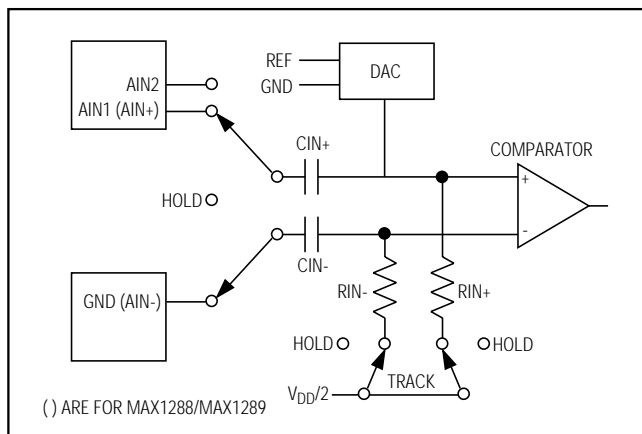 REF
GND
DAC
AIN2
AIN1 (AIN+)
CIN+
COMPARATOR
+
HOLD
-
CIN-
GND (AIN-)
RIN-
RIN+
HOLD
HOLD
VDD/2
TRACK
( ) ARE FOR MAX1288/MAX1289